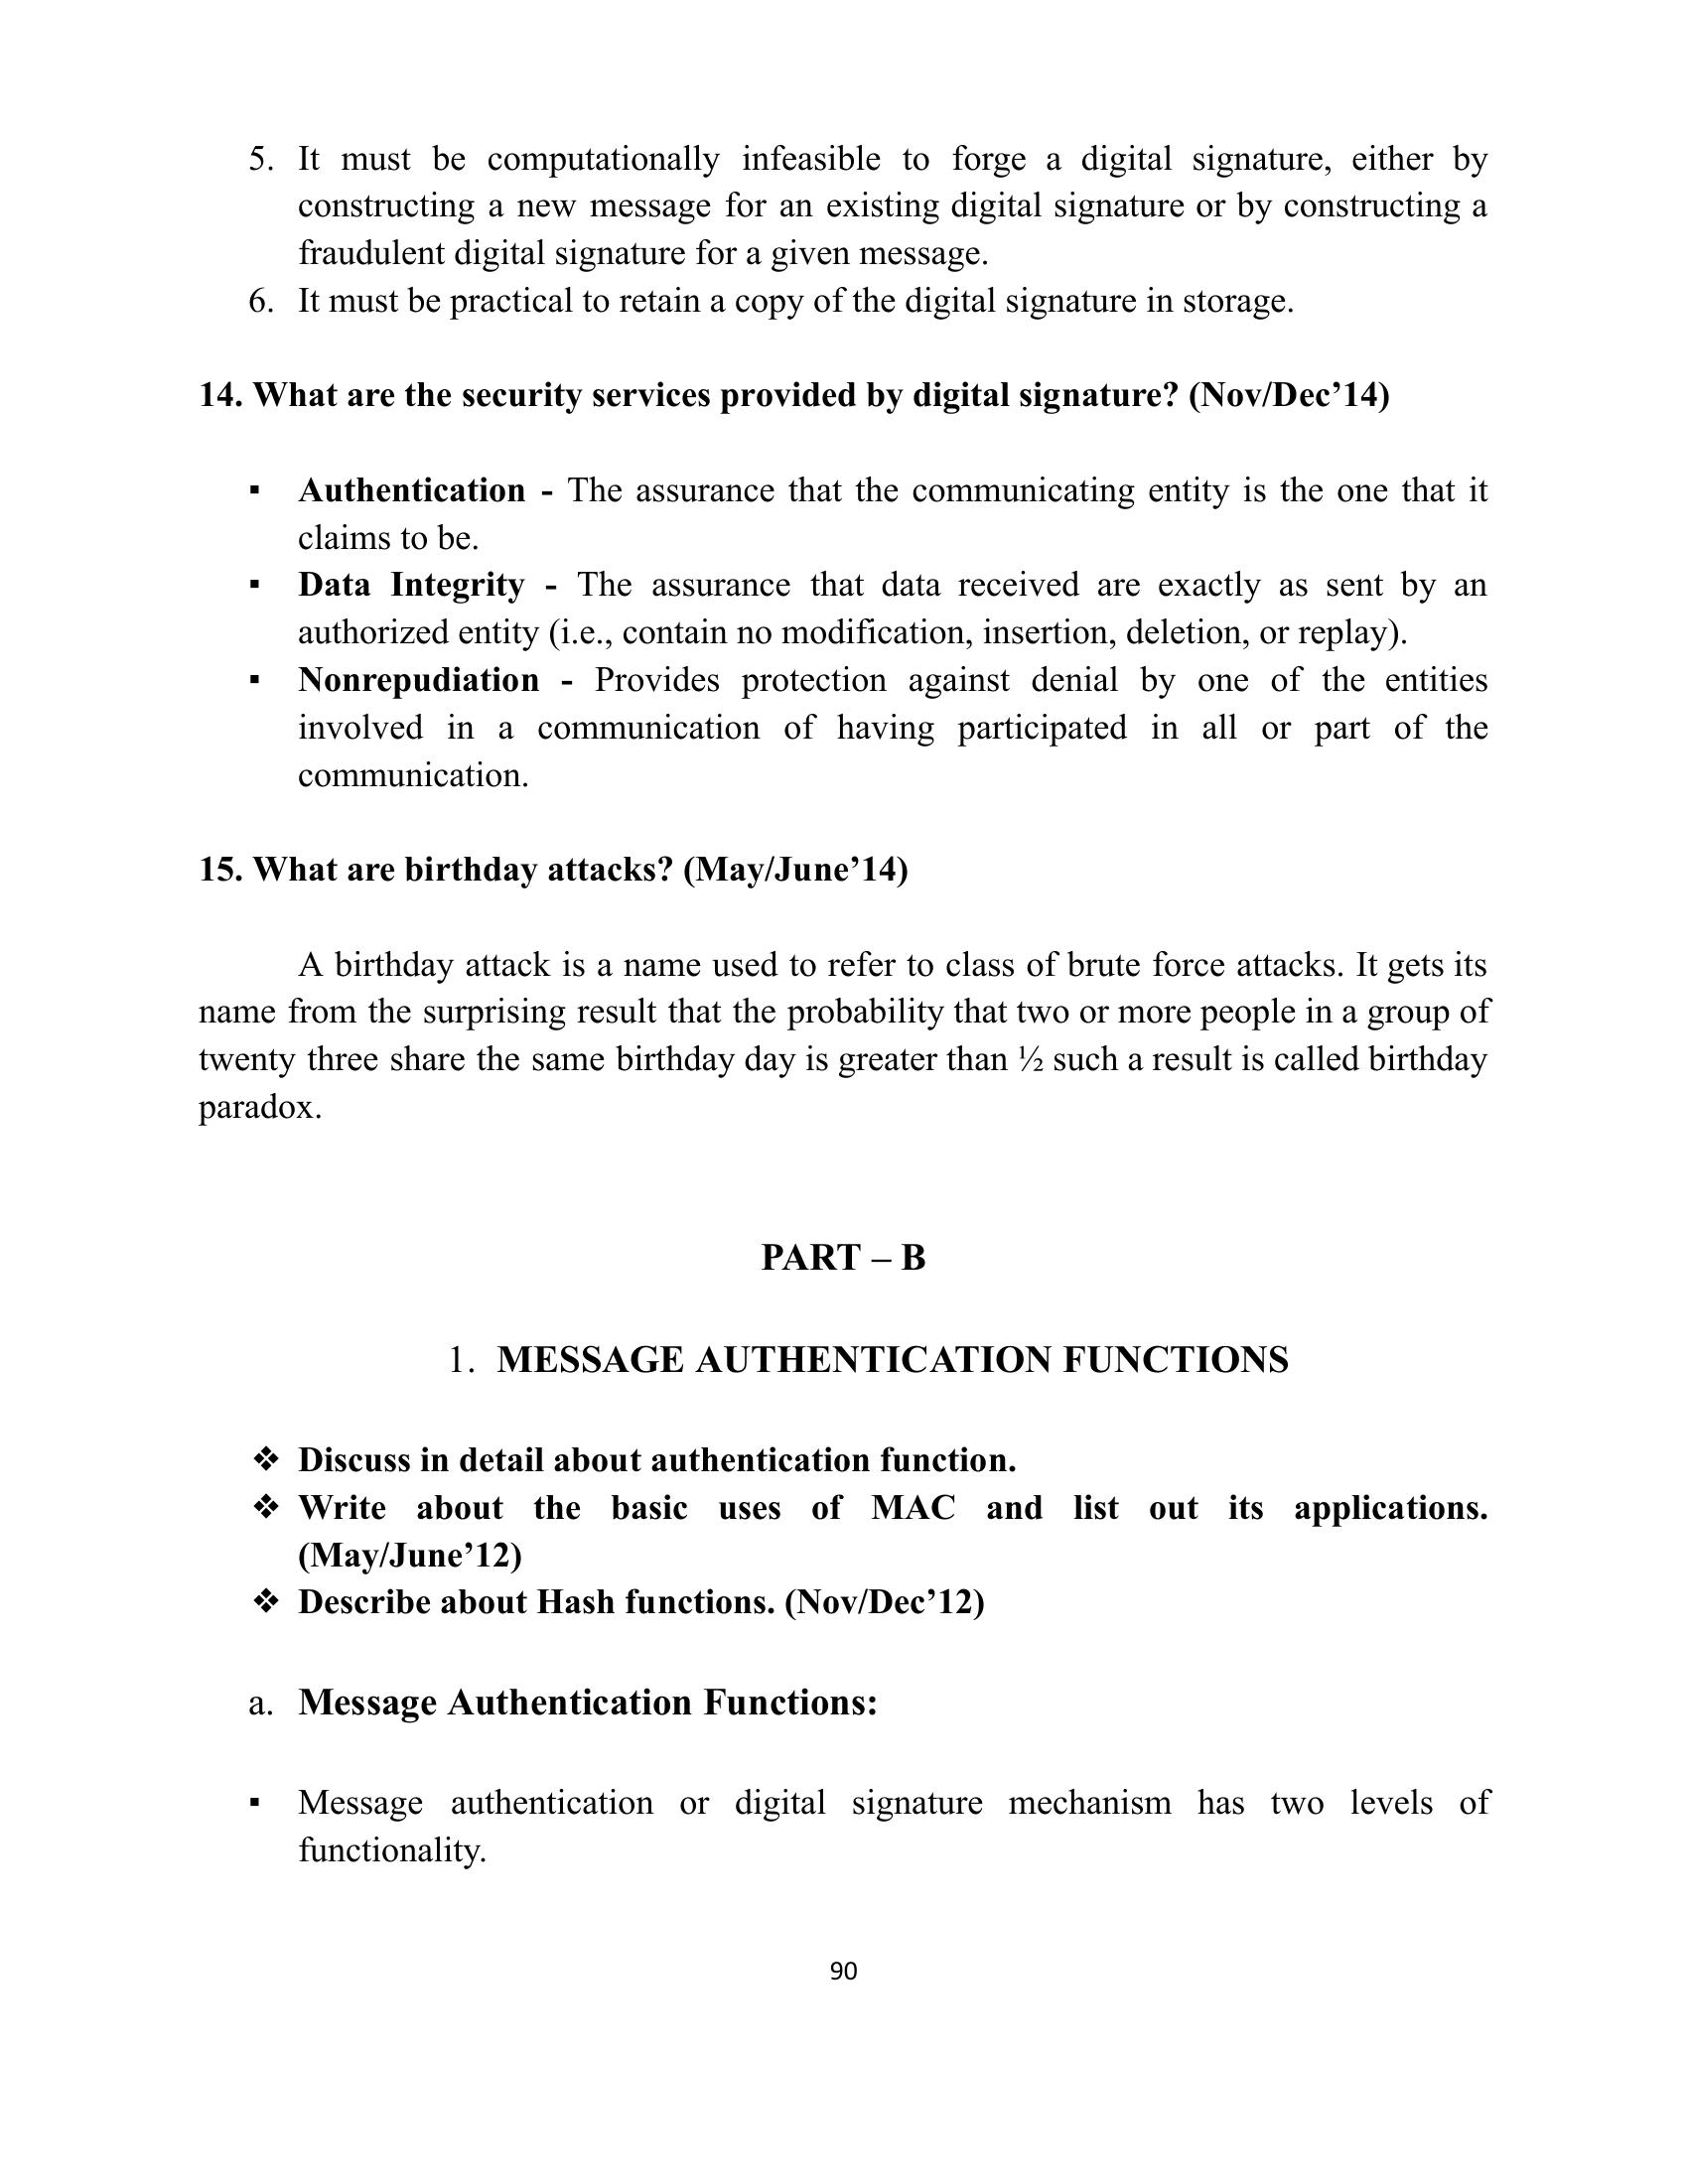 5. It must be computationally infeasible to forge a digital signature, either by
constructing a new message for an existing digital signature or by constructing a
fraudulent digital signature for a given message.
6. It must be practical to retain a copy of the digital signature in storage.
14. What are the security services provided by digital signature? (Nov/Dec’14)
▪ Authentication - The assurance that the communicating entity is the one that it
claims to be.
▪ Data Integrity - The assurance that data received are exactly as sent by an
authorized entity (i.e., contain no modification, insertion, deletion, or replay).
▪ Nonrepudiation - Provides protection against denial by one of the entities
involved in a communication of having participated in all or part of the
communication.
15. What are birthday attacks? (May/June’14)
A birthday attack is a name used to refer to class of brute force attacks. It gets its
name from the surprising result that the probability that two or more people in a group of
twenty three share the same birthday day is greater than ½ such a result is called birthday
paradox.
PART – B
1. MESSAGE AUTHENTICATION FUNCTIONS
❖ Discuss in detail about authentication function.
❖ Write about the basic uses of MAC and list out its applications.
(May/June’12)
❖ Describe about Hash functions. (Nov/Dec’12)
a. Message Authentication Functions:
▪ Message authentication or digital signature mechanism has two levels of
functionality.
90